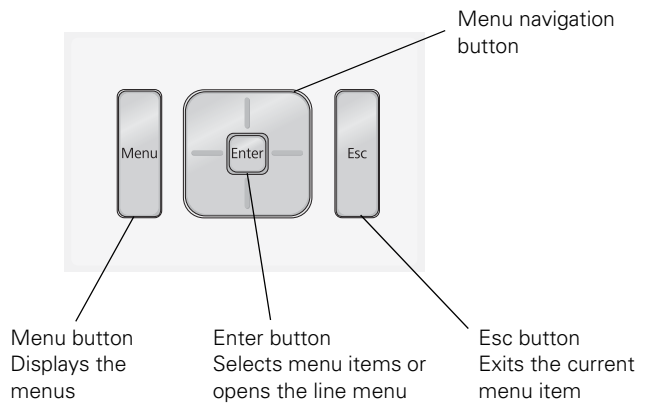 Menu navigation
button
Menu
Enter
Esc
Menu button
Displays the
menus
Enter button
Selects menu items or
opens the line menu
Esc button
Exits the current
menu item